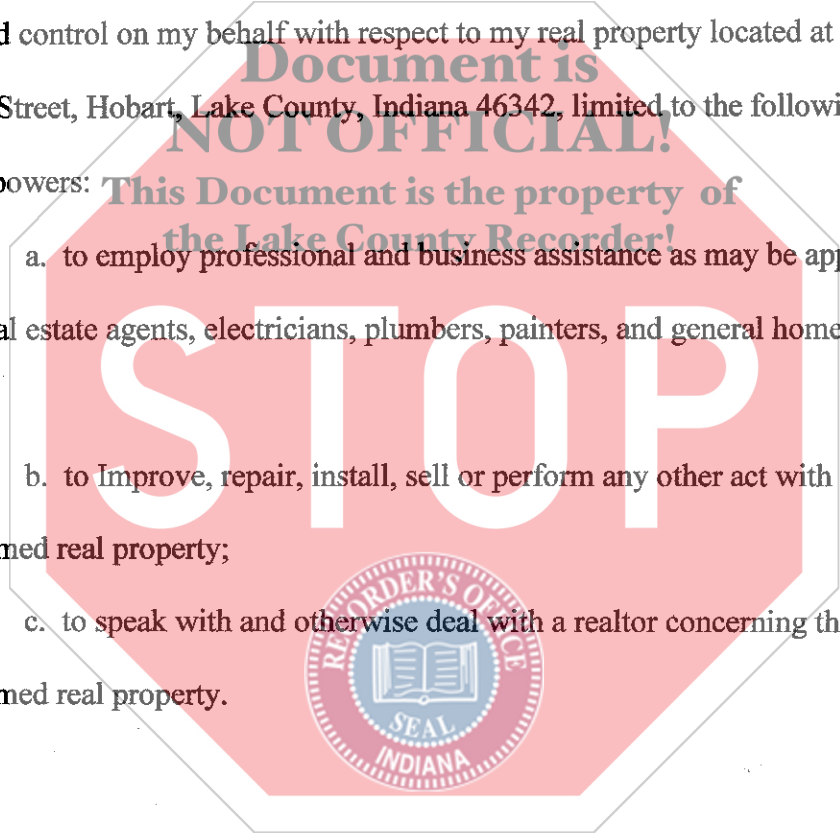 d control on my behalf with respect to my real property located at
Document is
Street, Hobart, Lake County, Indiana 46342, limited to the followi
NOT OFFICIAL!
powers:
This Document is the property of
the Lake County Recorder!
a. to employ professional and business assistance as may be app
al estate agents, electricians, plumbers, painters, and general home
STOP
b. to Improve, repair, install, sell or perform any other act with
med real property;
RECORDER'S OFFICE
c. to speak with and otherwise deal with a realtor concerning th
med real property.
SEAL
INDIANA